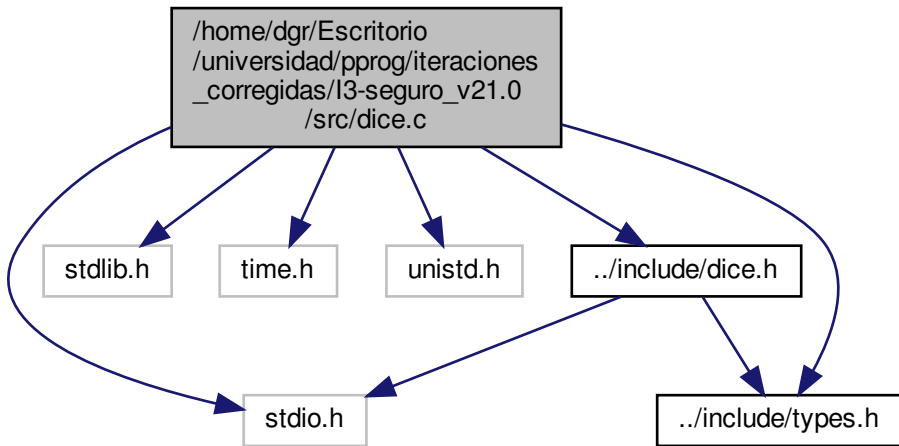 /home/dgr/Escritorio
/universidad/pprog/iteraciones
_corregidas/I3-seguro_v21.0
/src/dice.c
stdlib.h
time.h
unistd.h
../include/dice.h
stdio.h
../include/types.h